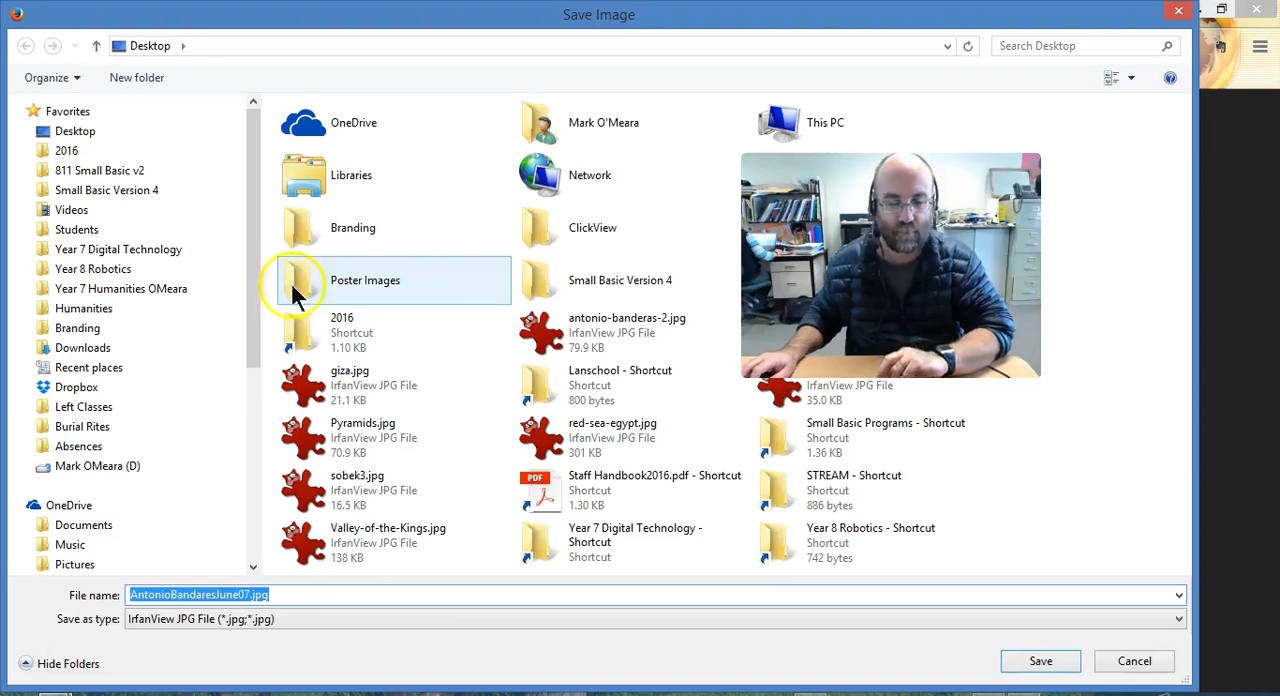 Save Image
Desktop
Search Desktop
Organize
New folder
Favorites
Desktop
2016
811 Small Basic v2
Small Basic Version 4
Videos
Students
Year 7 Digital Technology
Year 8 Robotics
Year 7 Humanities OMeara
Humanities
Branding
Downloads
Recent places
Dropbox
Left Classes
Burial Rites
Absences
Mark OMeara (D)
OneDrive
Documents
Music
Pictures
OneDrive
Mark O'Meara
This PC
Libraries
Network
Branding
ClickView
Poster Images
Small Basic Version 4
2016
Shortcut
1.10 KB
antonio-banderas-2.jpg
IrfanView JPG File
79.9 KB
giza.jpg
IrfanView JPG File
21.1 KB
Lanschool - Shortcut
Shortcut
800 bytes
IrfanView JPG File
35.0 KB
Pyramids.jpg
IrfanView JPG File
70.9 KB
red-sea-egypt.jpg
IrfanView JPG File
301 KB
Small Basic Programs - Shortcut
Shortcut
1.36 KB
sobek3.jpg
IrfanView JPG File
16.5 KB
PDF
Staff Handbook2016.pdf - Shortcut
Shortcut
1.30 KB
STREAM - Shortcut
Shortcut
886 bytes
Valley-of-the-Kings.jpg
IrfanView JPG File
138 KB
Year 7 Digital Technology -
Shortcut
Shortcut
Year 8 Robotics - Shortcut
Shortcut
742 bytes
File name: AntonioBandaresJune07.jpg
Save as type: IrfanView JPG File (*.jpg;*.jpg)
Hide Folders
Save
Cancel